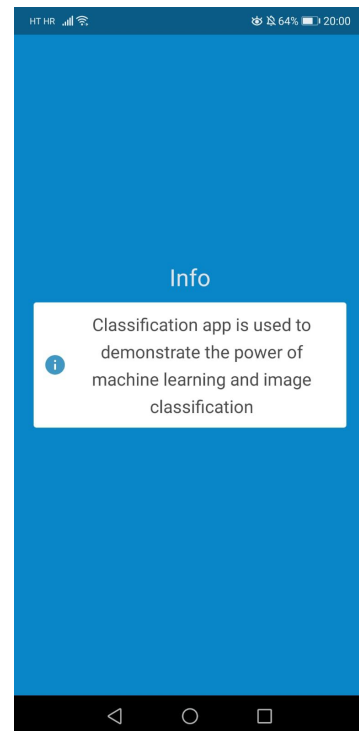 HT HR 64% 20:00
Info
Classification app is used to
demonstrate the power of
machine learning and image
classification